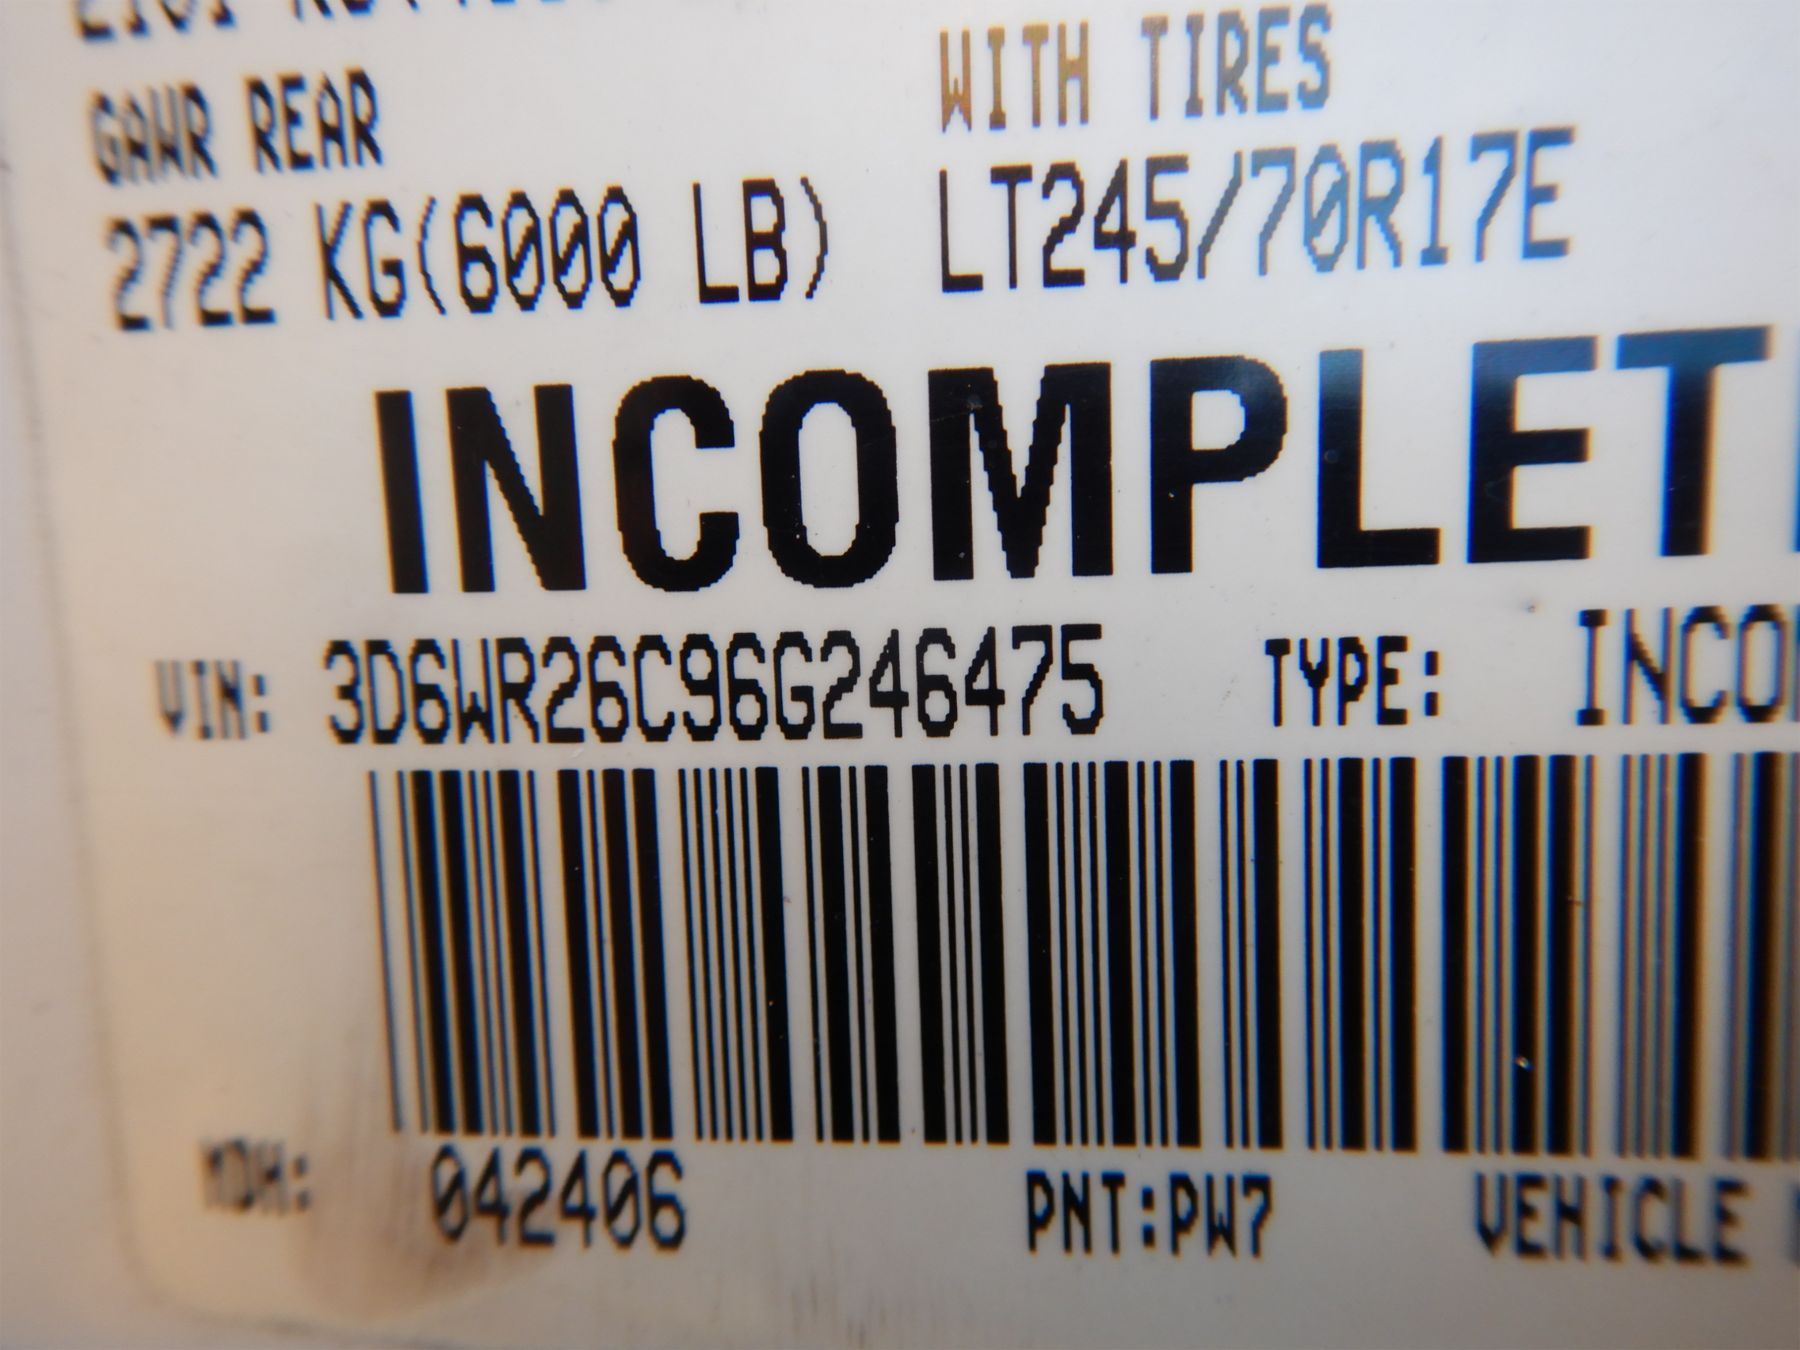 GAWR REAR
WITH TIRES
2722 KG(6000 LB) LT245/70R17E
INCOMPLET
VIN: 3D6WR26C96G246475 TYPE: INCO
MDH: 042406 PNT:PW7 VEHICLE